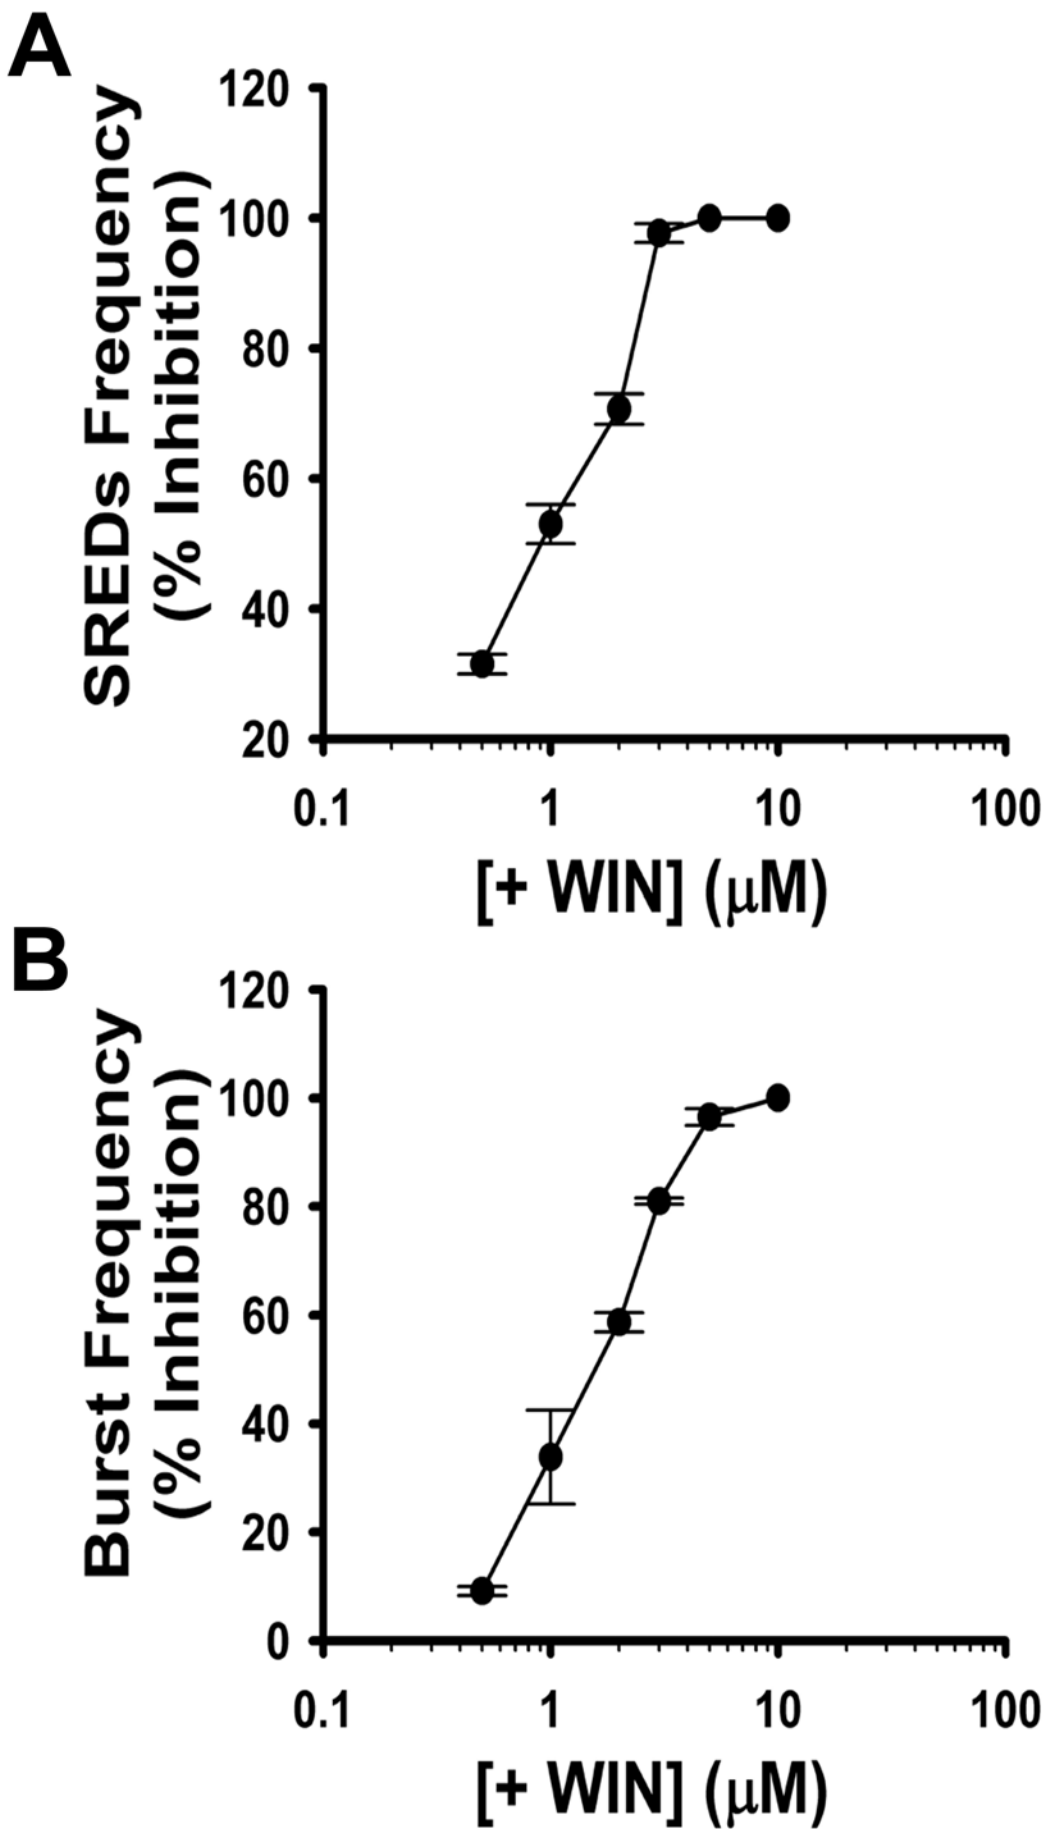 A
SREDs Frequency
(% Inhibition)
120
100
80
60
40
20
0.1 1 10 100
[+ WIN] (μM)
B
Burst Frequency
(% Inhibition)
120
100
80
60
40
20
0
0.1 1 10 100
[+ WIN] (μM)